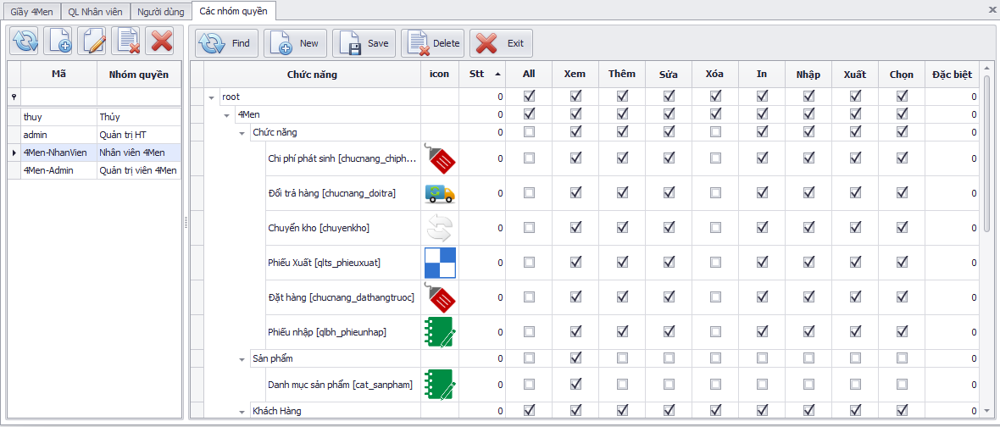 Giầy 4Men QL Nhân viên Người dùng Các nhóm quyền
Find New Save Delete Exit
Mã Nhóm quyền
thuy Thủy
admin Quản trị HT
4Men-NhanVien Nhân viên 4Men
4Men-Admin Quản trị viên 4Men
Chức năng icon Stt All Xem Thêm Sửa Xóa In Nhập Xuất Chọn Đặc biệt
root 0 0
4Men 0 0
Chức năng 0 0
Chi phí phát sinh [chucnang_chiph... 0 0
Đổi trả hàng [chucnang_doitra] 0 0
Chuyển kho [chuyenkho] 0 0
Phiếu Xuất [qlts_phieuxuat] 0 0
Đặt hàng [chucnang_dathangtruoc] 0 0
Phiếu nhập [qlbh_phieunhap] 0 0
Sản phẩm 0 0
Danh mục sản phẩm [cat_sanpham] 0 0
Khách Hàng 0 0